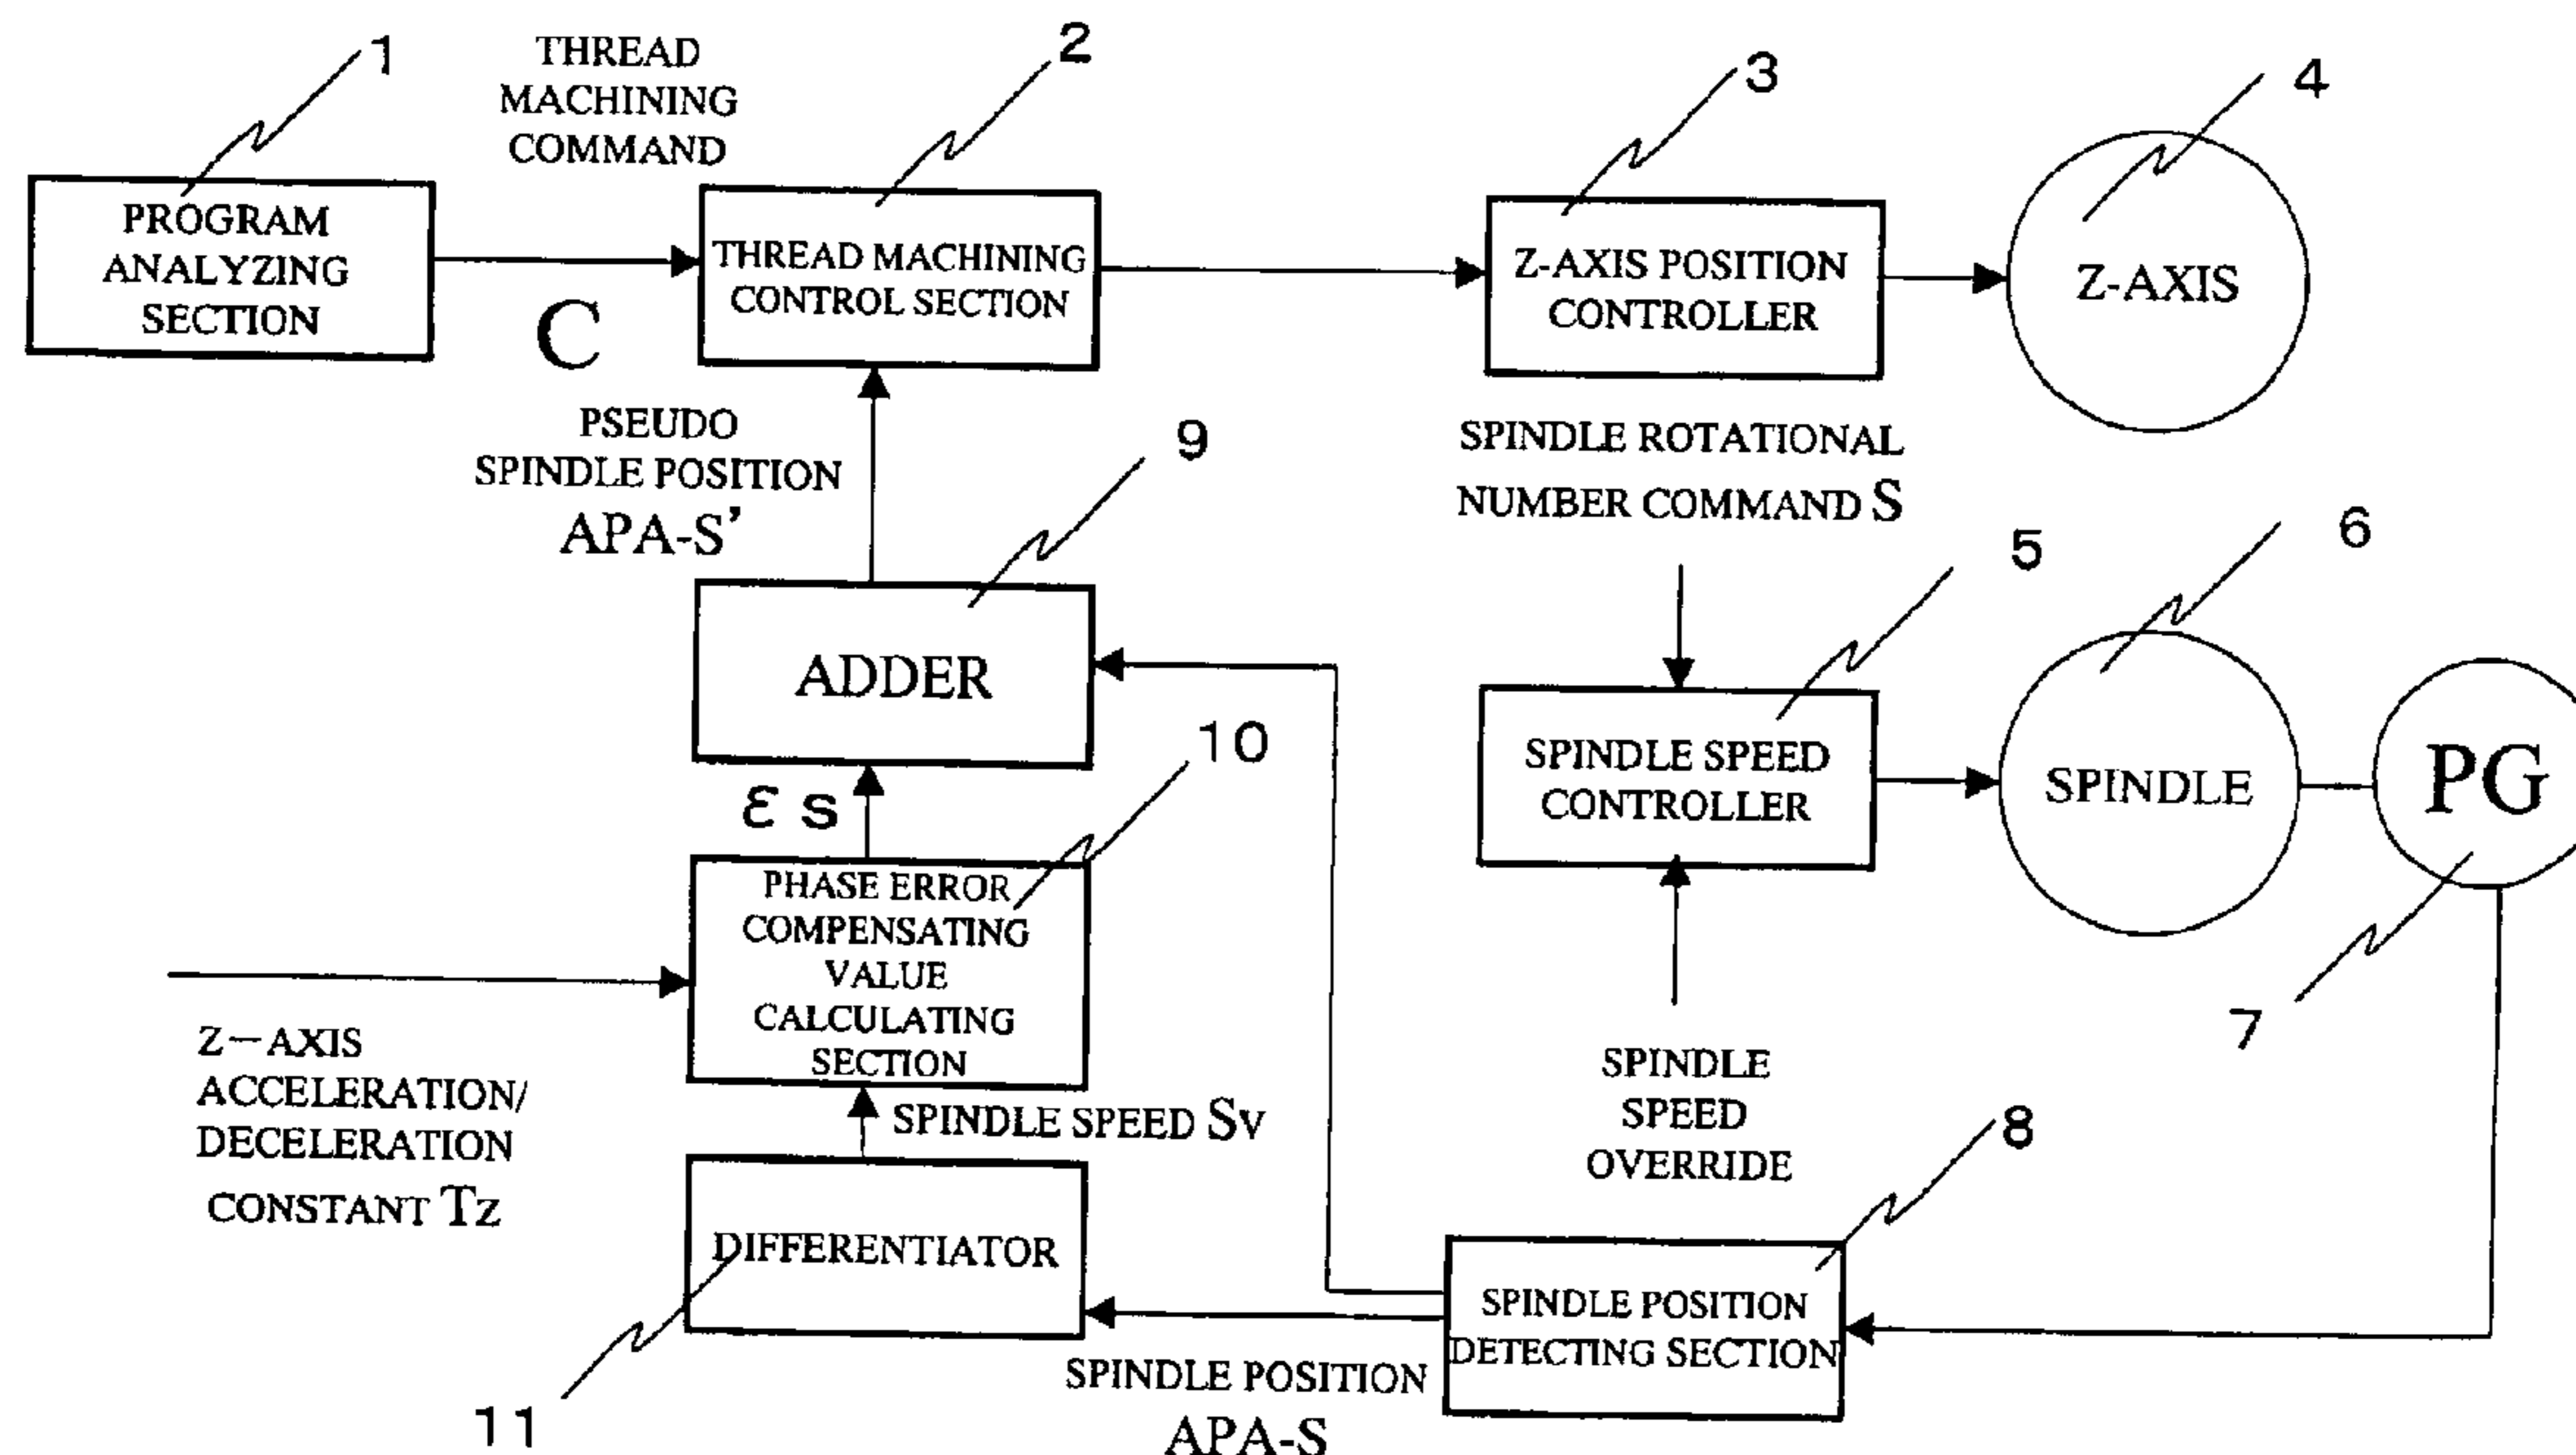 1
THREAD
MACHINING
COMMAND
2
3
4
PROGRAM
ANALYZING
SECTION
C
THREAD MACHINING
CONTROL SECTION
Z-AXIS POSITION
CONTROLLER
Z-AXIS
PSEUDO
SPINDLE POSITION
APA-S'
9
SPINDLE ROTATIONAL
NUMBER COMMAND S
5
6
ADDER
SPINDLE SPEED
CONTROLLER
SPINDLE
PG
10
εs
PHASE ERROR
COMPENSATING
VALUE
CALCULATING
SECTION
7
Z-AXIS
ACCELERATION/
DECELERATION
CONSTANT Tz
SPINDLE SPEED Sv
SPINDLE
SPEED
OVERRIDE
8
DIFFERENTIATOR
SPINDLE POSITION
DETECTING SECTION
11
SPINDLE POSITION
APA-S